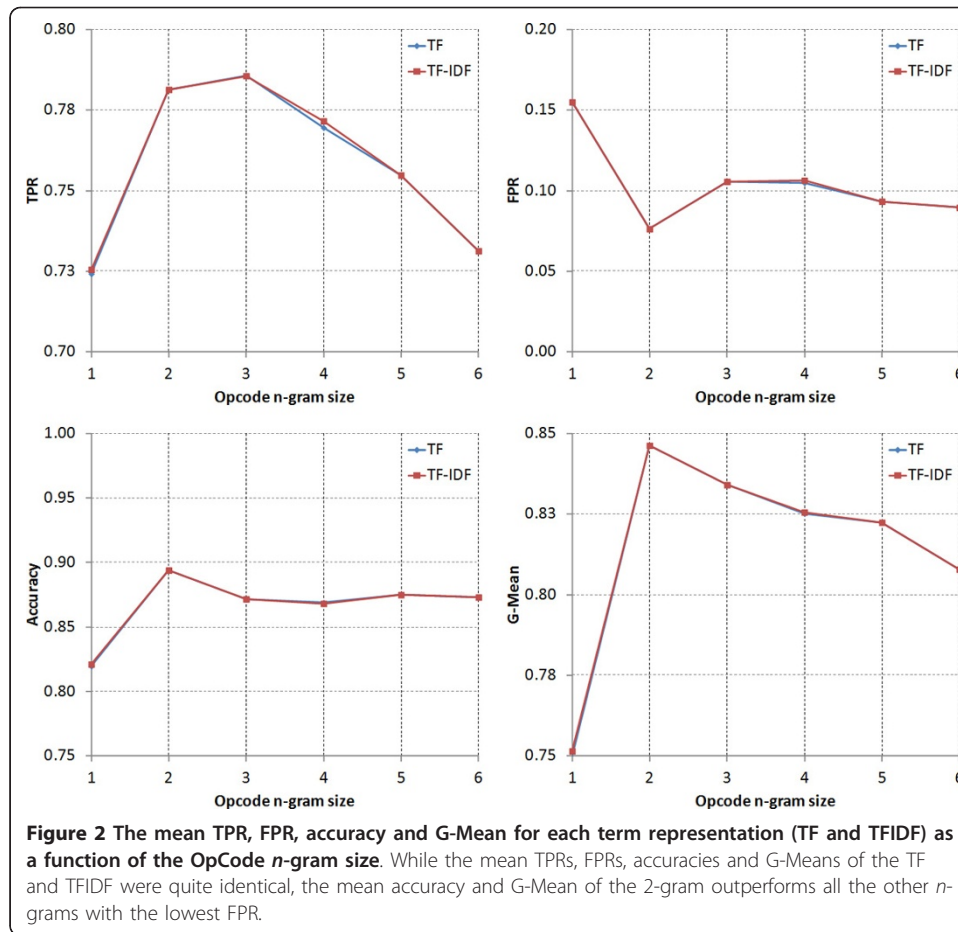 0.80
0.78
0.75
0.73
0.70
TPR
TF
TF-IDF
1 2 3 4 5 6
Opcode n-gram size
0.20
0.15
0.10
0.05
0.00
FPR
TF
TF-IDF
1 2 3 4 5 6
Opcode n-gram size
1.00
0.95
0.90
0.85
0.80
0.75
Accuracy
TF
TF-IDF
1 2 3 4 5 6
Opcode n-gram size
0.85
0.83
0.80
0.78
0.75
G-Mean
TF
TF-IDF
1 2 3 4 5 6
Opcode n-gram size
Figure 2 The mean TPR, FPR, accuracy and G-Mean for each term representation (TF and TFIDF) as
a function of the OpCode n-gram size. While the mean TPRs, FPRs, accuracies and G-Means of the TF
and TFIDF were quite identical, the mean accuracy and G-Mean of the 2-gram outperforms all the other n-
grams with the lowest FPR.